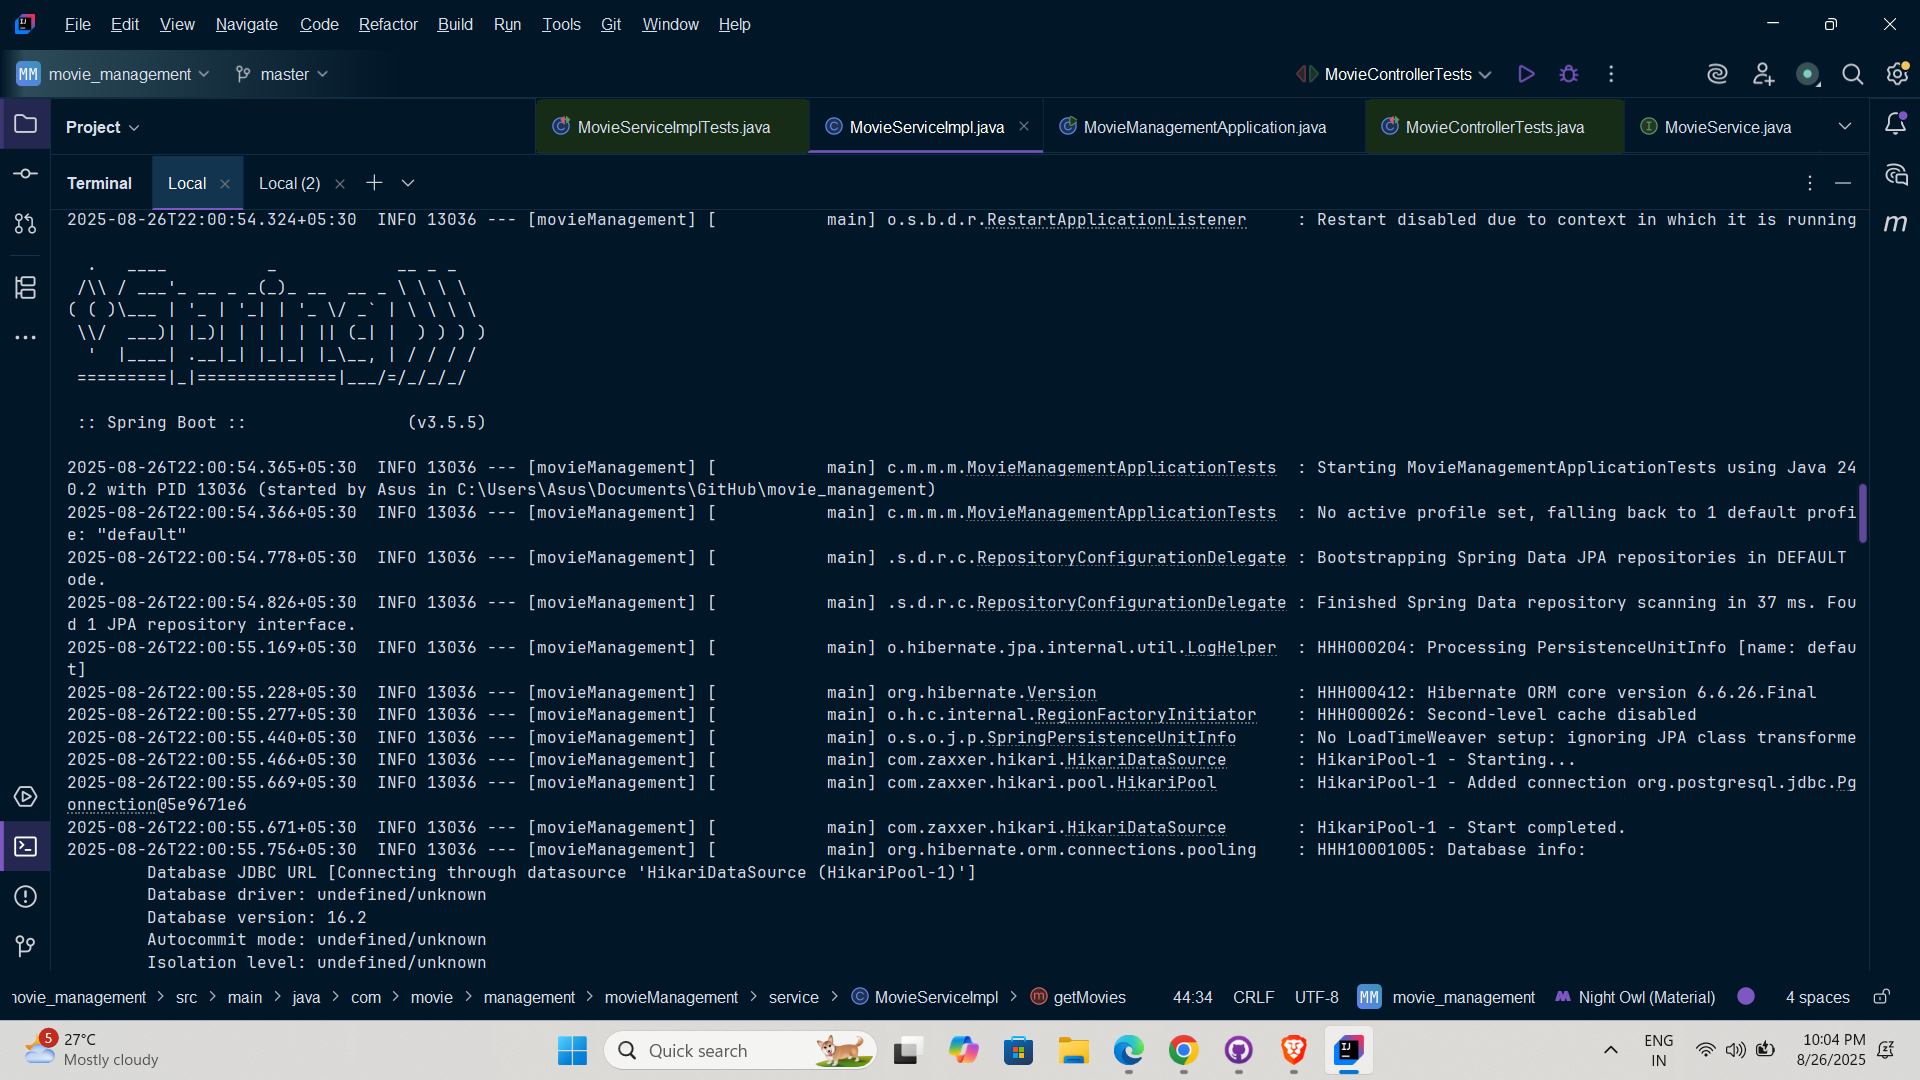 File Edit View Navigate Code Refactor Build Run Tools Git Window Help
MM movie_management master MovieControllerTests
Project MovieServiceImplTests.java MovieServiceImpl.java MovieManagementApplication.java MovieControllerTests.java MovieService.java
Terminal Local Local (2)
2025-08-26T22:00:54.324+05:30  INFO 13036 --- [movieManagement] [           main] o.s.b.d.r.RestartApplicationListener     : Restart disabled due to context in which it is running
  .   ____          _            __ _ _
 /\\ / ___'_ __ _ _(_)_ __  __ _ \ \ \ \
( ( )\___ | '_ | '_| | '_ \/ _` | \ \ \ \
 \\/  ___)| |_)| | | | | || (_| |  ) ) ) )
  '  |____| .__|_| |_|_| |_\__, | / / / /
 =========|_|==============|___/=/_/_/_/
 :: Spring Boot ::                (v3.5.5)
2025-08-26T22:00:54.365+05:30  INFO 13036 --- [movieManagement] [           main] c.m.m.m.MovieManagementApplicationTests  : Starting MovieManagementApplicationTests using Java 24
0.2 with PID 13036 (started by Asus in C:\Users\Asus\Documents\GitHub\movie_management)
2025-08-26T22:00:54.366+05:30  INFO 13036 --- [movieManagement] [           main] c.m.m.m.MovieManagementApplicationTests  : No active profile set, falling back to 1 default profi
e: "default"
2025-08-26T22:00:54.778+05:30  INFO 13036 --- [movieManagement] [           main] .s.d.r.c.RepositoryConfigurationDelegate : Bootstrapping Spring Data JPA repositories in DEFAULT
ode.
2025-08-26T22:00:54.826+05:30  INFO 13036 --- [movieManagement] [           main] .s.d.r.c.RepositoryConfigurationDelegate : Finished Spring Data repository scanning in 37 ms. Fou
d 1 JPA repository interface.
2025-08-26T22:00:55.169+05:30  INFO 13036 --- [movieManagement] [           main] o.hibernate.jpa.internal.util.LogHelper  : HHH000204: Processing PersistenceUnitInfo [name: defau
t]
2025-08-26T22:00:55.228+05:30  INFO 13036 --- [movieManagement] [           main] org.hibernate.Version                    : HHH000412: Hibernate ORM core version 6.6.26.Final
2025-08-26T22:00:55.277+05:30  INFO 13036 --- [movieManagement] [           main] o.h.c.internal.RegionFactoryInitiator    : HHH000026: Second-level cache disabled
2025-08-26T22:00:55.440+05:30  INFO 13036 --- [movieManagement] [           main] o.s.o.j.p.SpringPersistenceUnitInfo      : No LoadTimeWeaver setup: ignoring JPA class transforme
2025-08-26T22:00:55.466+05:30  INFO 13036 --- [movieManagement] [           main] com.zaxxer.hikari.HikariDataSource       : HikariPool-1 - Starting...
2025-08-26T22:00:55.669+05:30  INFO 13036 --- [movieManagement] [           main] com.zaxxer.hikari.pool.HikariPool        : HikariPool-1 - Added connection org.postgresql.jdbc.Pg
onnection@5e9671e6
2025-08-26T22:00:55.671+05:30  INFO 13036 --- [movieManagement] [           main] com.zaxxer.hikari.HikariDataSource       : HikariPool-1 - Start completed.
2025-08-26T22:00:55.756+05:30  INFO 13036 --- [movieManagement] [           main] org.hibernate.orm.connections.pooling    : HHH10001005: Database info:
        Database JDBC URL [Connecting through datasource 'HikariDataSource (HikariPool-1)']
        Database driver: undefined/unknown
        Database version: 16.2
        Autocommit mode: undefined/unknown
        Isolation level: undefined/unknown
movie_management > src > main > java > com > movie > management > movieManagement > service > MovieServiceImpl > getMovies 44:34 CRLF UTF-8 MM movie_management Night Owl (Material) 4 spaces
5 27°C
Mostly cloudy
Quick search
ENG
IN
10:04 PM
8/26/2025